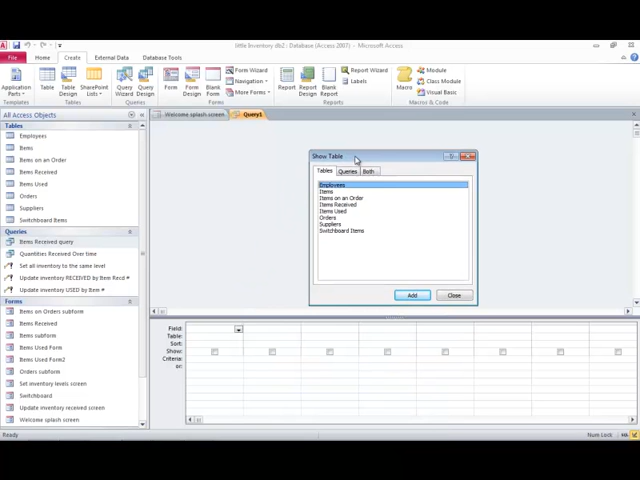 little Inventory db2 - Database (Access 2007) - Microsoft Access
File Home Create External Data Database Tools
Application Parts
Table
Table Design
SharePoint Lists
Query Wizard
Query Design
Form
Form Design
Blank Form
Form Wizard
Navigation
More Forms
Report
Report Design
Blank Report
Report Wizard
Labels
Macro
Module
Class Module
Visual Basic
Templates Tables Queries Forms Reports Macros & Code
All Access Objects
Welcome splash screen Query1
Tables
Employees
Items
Items on an Order
Items Received
Items Used
Orders
Suppliers
Switchboard Items
Queries
Items Received query
Quantities Received Over time
Set all inventory to the same level
Update inventory RECEIVED by Item Recd #
Update inventory USED by Item #
Forms
Items on Orders subform
Items Received
Items subform
Items Used Form
Items Used Form2
Orders subform
Set inventory levels screen
Switchboard
Update inventory received screen
Welcome splash screen
Show Table
Tables Queries Both
Employees
Items
Items on an Order
Items Received
Items Used
Orders
Suppliers
Switchboard Items
Add Close
Field:
Table:
Sort:
Show:
Criteria:
or:
Ready
Num Lock